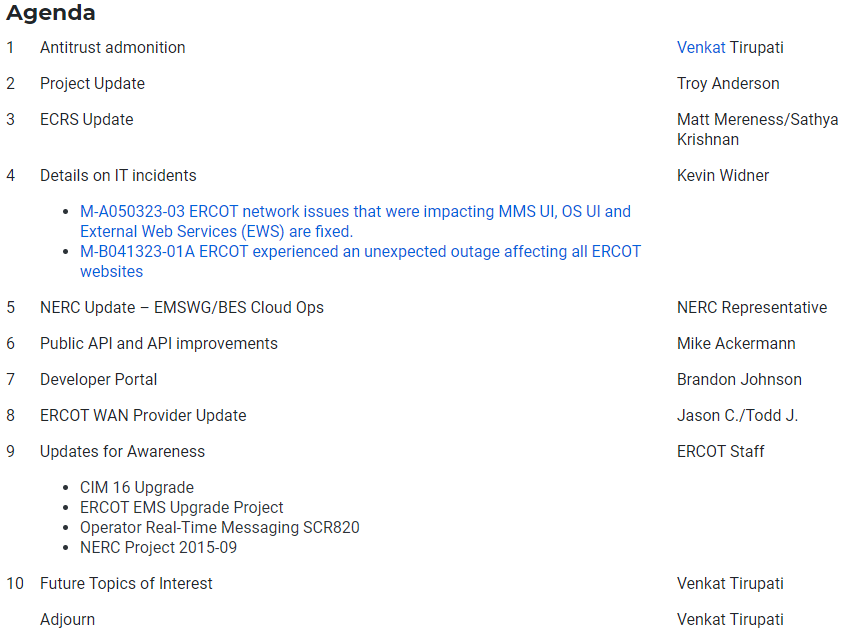 Agenda
1 Antitrust admonition Venkat Tirupati
2 Project Update Troy Anderson
3 ECRS Update Matt Mereness/Sathya
Krishnan
4 Details on IT incidents Kevin Widner
• M-A050323-03 ERCOT network issues that were impacting MMS UI, OS UI and
External Web Services (EWS) are fixed.
• M-B041323-01A ERCOT experienced an unexpected outage affecting all ERCOT
websites
5 NERC Update – EMSWG/BES Cloud Ops NERC Representative
6 Public API and API improvements Mike Ackermann
7 Developer Portal Brandon Johnson
8 ERCOT WAN Provider Update Jason C./Todd J.
9 Updates for Awareness ERCOT Staff
• CIM 16 Upgrade
• ERCOT EMS Upgrade Project
• Operator Real-Time Messaging SCR820
• NERC Project 2015-09
10 Future Topics of Interest Venkat Tirupati
Adjourn Venkat Tirupati